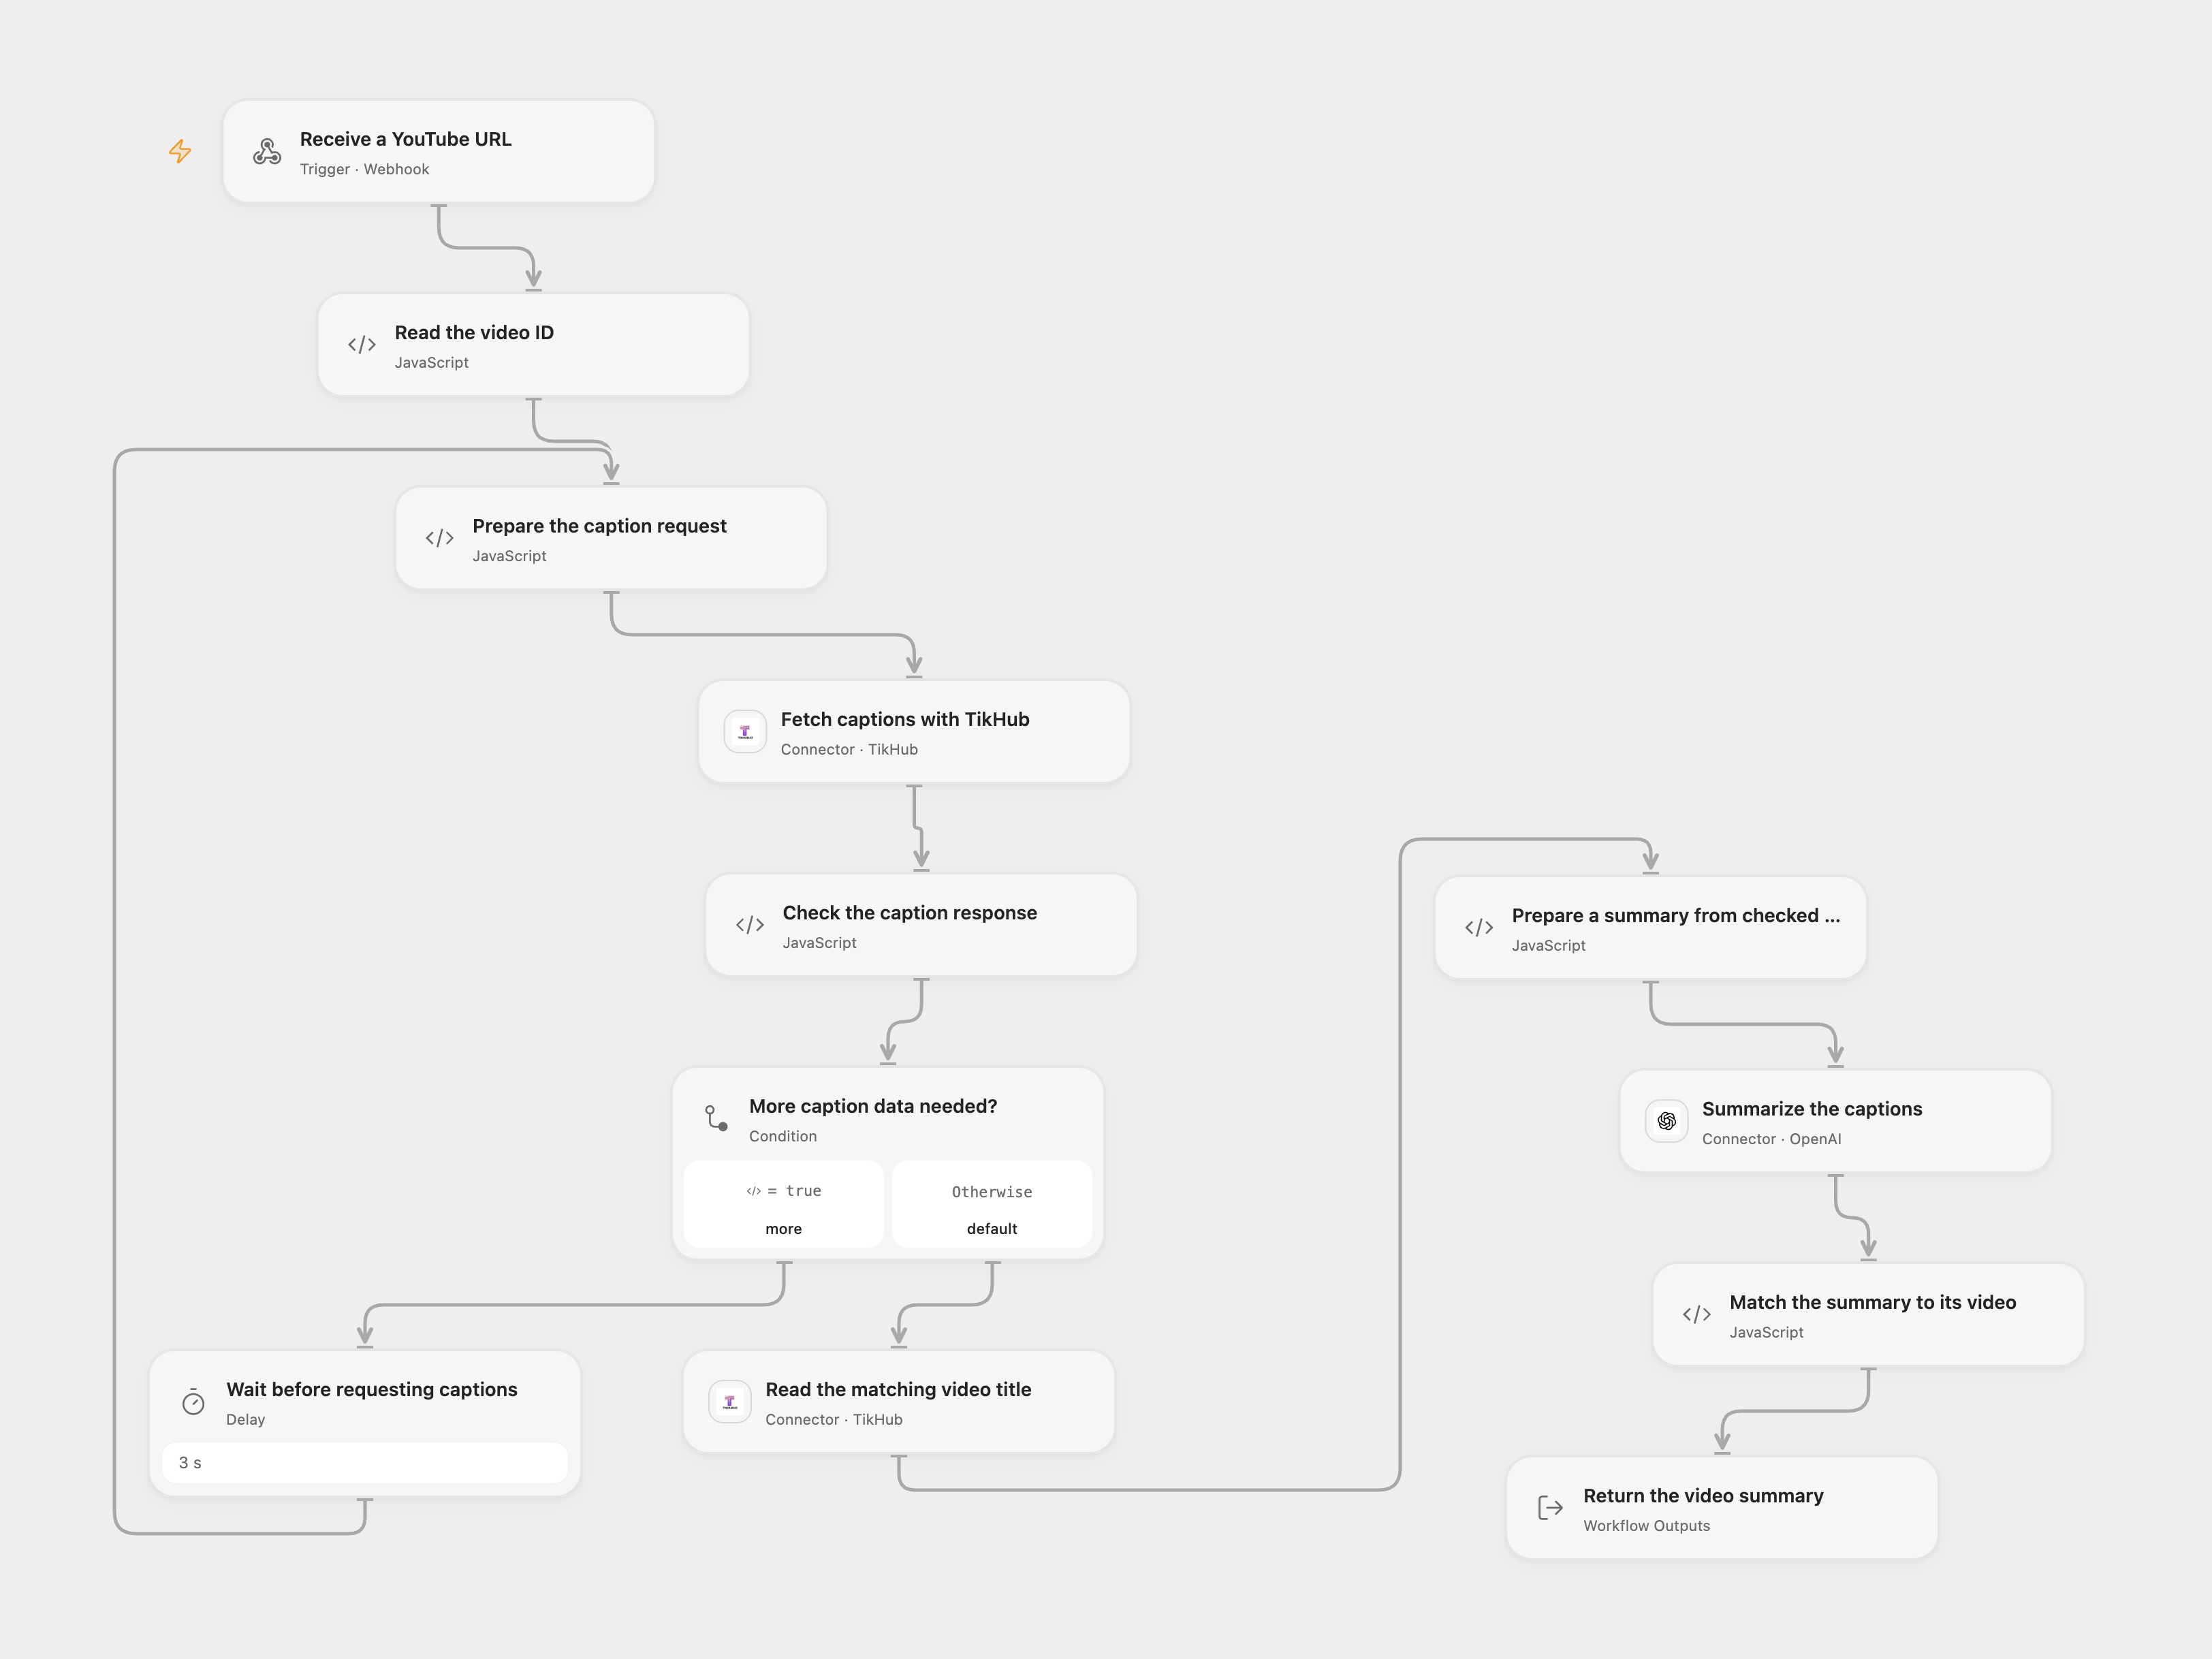 Receive a YouTube URL
Trigger · Webhook
Read the video ID
JavaScript
Prepare the caption request
JavaScript
Fetch captions with TikHub
Connector · TikHub
Check the caption response
JavaScript
More caption data needed?
Condition
</> = true
more
Otherwise
default
Wait before requesting captions
Delay
3 s
Read the matching video title
Connector · TikHub
Prepare a summary from checked ...
JavaScript
Summarize the captions
Connector · OpenAI
Match the summary to its video
JavaScript
Return the video summary
Workflow Outputs